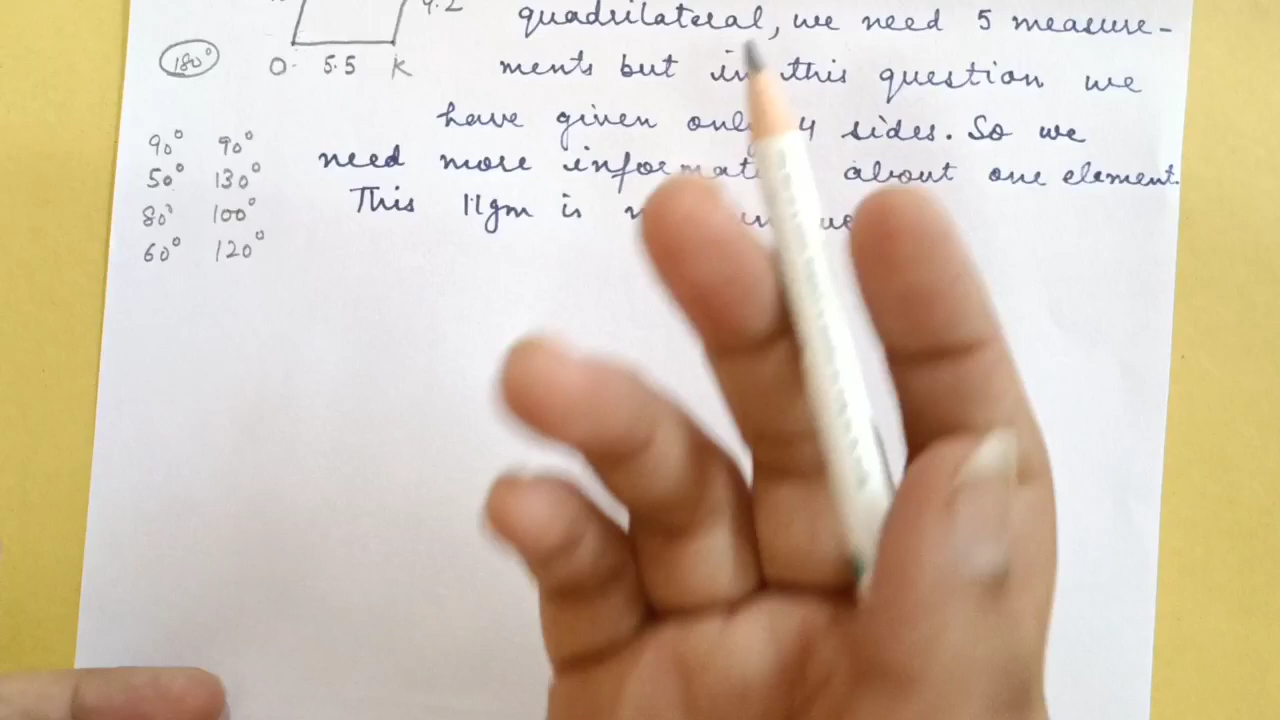 4.2
quadrilateral, we need 5 measure-
180°
O 5.5 K
ments but in this question we
have given only 4 sides. So we
90° 90°
need more about one element.
50° 130°
80° 100°
This 11gm is
60° 120°